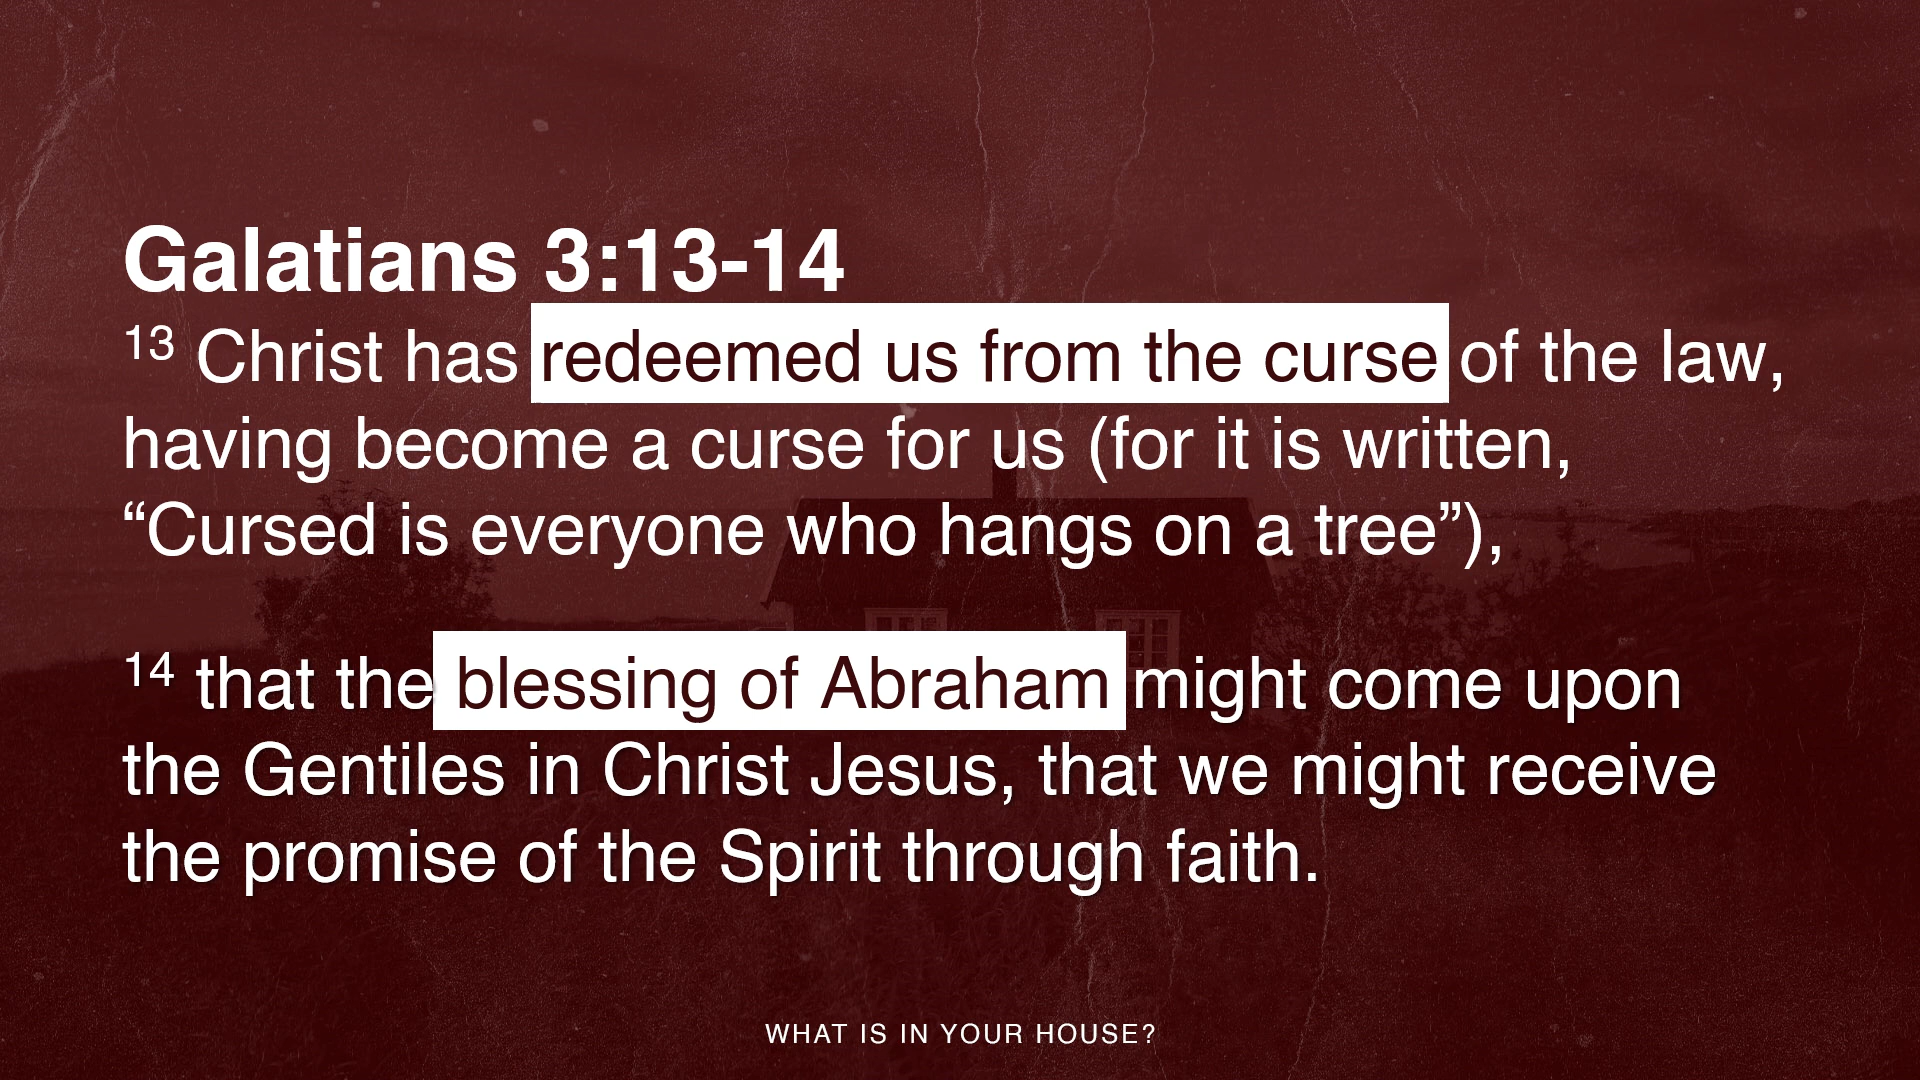 Galatians 3:13-14
13 Christ has redeemed us from the curse of the law,
having become a curse for us (for it is written,
“Cursed is everyone who hangs on a tree”),
14 that the blessing of Abraham might come upon
the Gentiles in Christ Jesus, that we might receive
the promise of the Spirit through faith.
WHAT IS IN YOUR HOUSE?